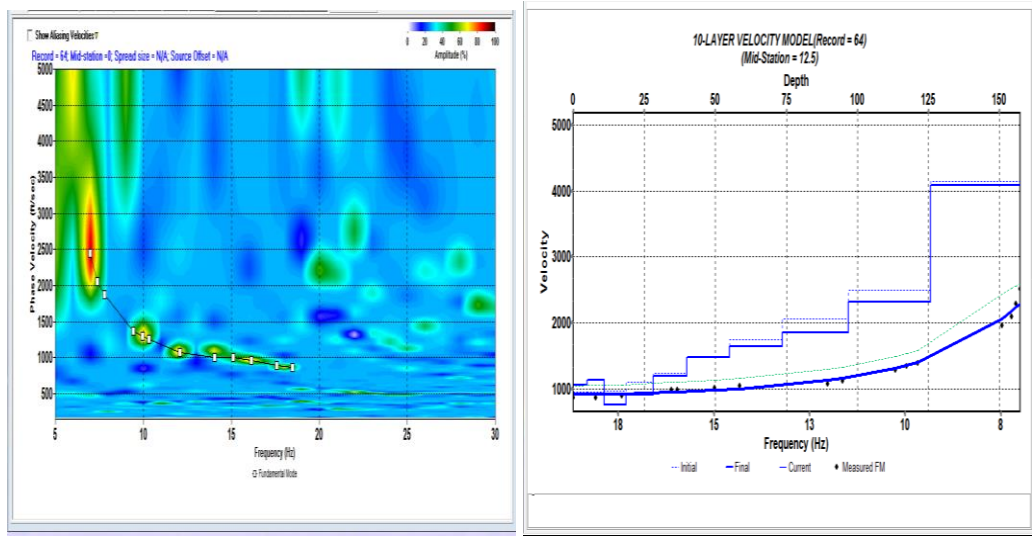 Show Aliasing Velocities
Record = 64; Mid-station =0; Spread size = N/A; Source Offset = N/A
0 20 40 60 80 100
Amplitude (%)
Phase Velocity (ft/sec)
5000
4500
4000
3500
3000
2500
2000
1500
1000
500
5 10 15 20 25 30
Frequency (Hz)
Fundamental Mode
10-LAYER VELOCITY MODEL(Record = 64)
(Mid-Station = 12.5)
Depth
0 25 50 75 100 125 150
Velocity
5000
4000
3000
2000
1000
18 15 13 10 8
Frequency (Hz)
Initial Final Current Measured FM